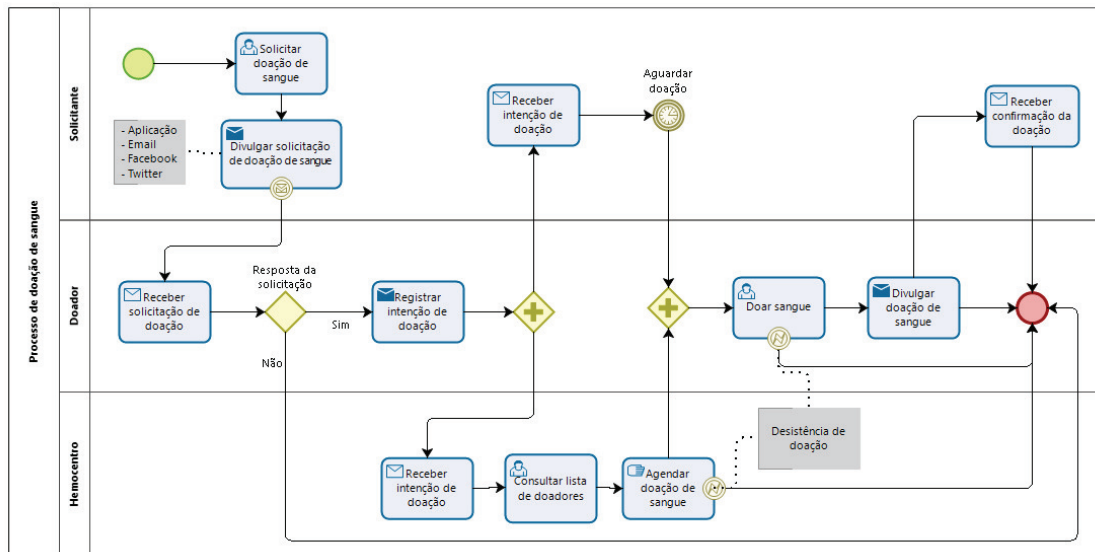 Processo de doação de sangue
Solicitante
Solicitar
doação de
sangue
- Aplicação
- Email
- Facebook
- Twitter
Divulgar solicitação
de doação de sangue
Receber
intenção de
doação
Aguardar
doação
Receber
confirmação da
doação
Doador
Receber
solicitação de
doação
Resposta da
solicitação
Sim
Não
Registrar
intenção de
doação
Doar sangue
Divulgar
doação de
sangue
Hemocentro
Receber
intenção de
doação
Consultar lista
de doadores
Agendar
doação de
sangue
Desistência de
doação